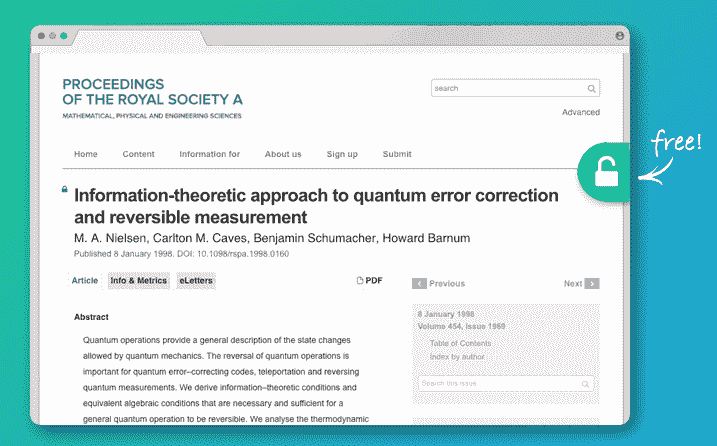 PROCEEDINGS
OF THE ROYAL SOCIETY A
MATHEMATICAL, PHYSICAL AND ENGINEERING SCIENCES
search
Advanced
Home Content Information for About us Sign up Submit
free!
Information-theoretic approach to quantum error correction
and reversible measurement
M. A. Nielsen, Carlton M. Caves, Benjamin Schumacher, Howard Barnum
Published 8 January 1998. DOI: 10.1098/rspa.1998.0160
Article Info & Metrics eLetters PDF
Previous Next
Abstract
Quantum operations provide a general description of the state changes
allowed by quantum mechanics. The reversal of quantum operations is
important for quantum error–correcting codes, teleportation and reversing
quantum measurements. We derive information–theoretic conditions and
equivalent algebraic conditions that are necessary and sufficient for a
general quantum operation to be reversible. We analyse the thermodynamic
8 January 1998
Volume 454, issue 1969
Table of Contents
Index by author
Search this issue